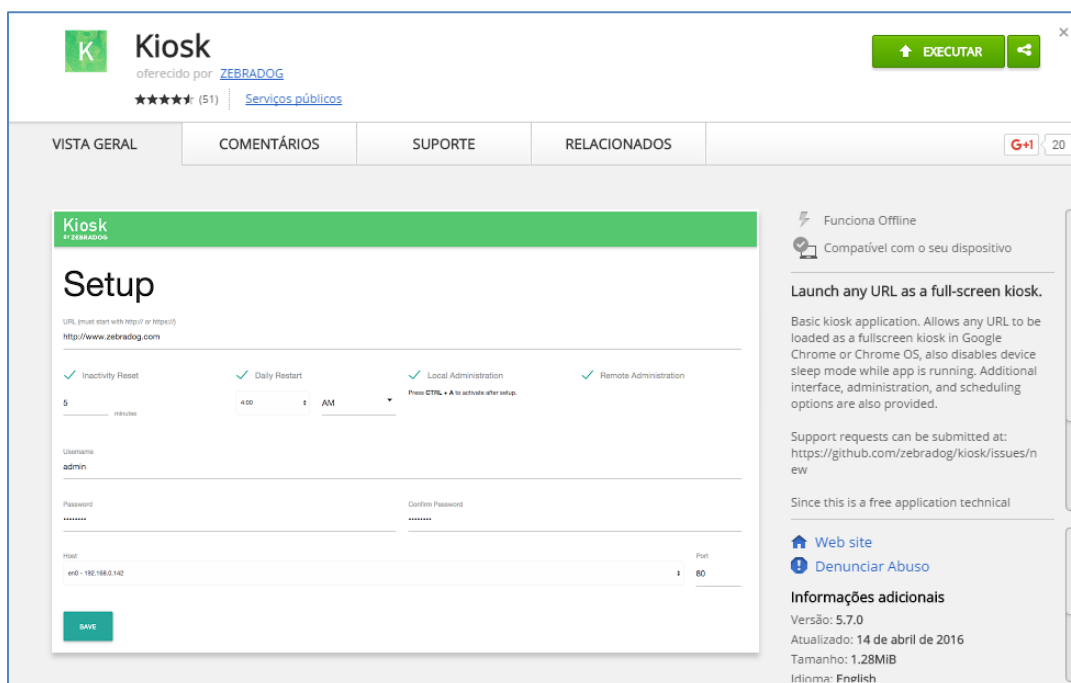 K
Kiosk
oferecido por ZEBRADOG
(51)
Serviços públicos
EXECUTAR
×
VISTA GERAL
COMENTÁRIOS
SUPORTE
RELACIONADOS
G+1
20
Kiosk
BY ZEBRADOG
Setup
URL (must start with http:// or https://)
http://www.zebradog.com
Inactivity Reset
Daily Restart
Local Administration
Remote Administration
5
minutes
4:00
AM
Press CTRL + A to activate after setup.
Username
admin
Password
Confirm Password
••••••••
••••••••
Host
Port
en0 - 192.168.0.142
80
SAVE
Funciona Offline
Compatível com o seu dispositivo
Launch any URL as a full-screen kiosk.
Basic kiosk application. Allows any URL to be
loaded as a fullscreen kiosk in Google
Chrome or Chrome OS, also disables device
sleep mode while app is running. Additional
interface, administration, and scheduling
options are also provided.
Support requests can be submitted at:
https://github.com/zebradog/kiosk/issues/n
ew
Since this is a free application technical
Web site
Denunciar Abuso
Informações adicionais
Versão: 5.7.0
Atualizado: 14 de abril de 2016
Tamanho: 1.28MiB
Idioma: English